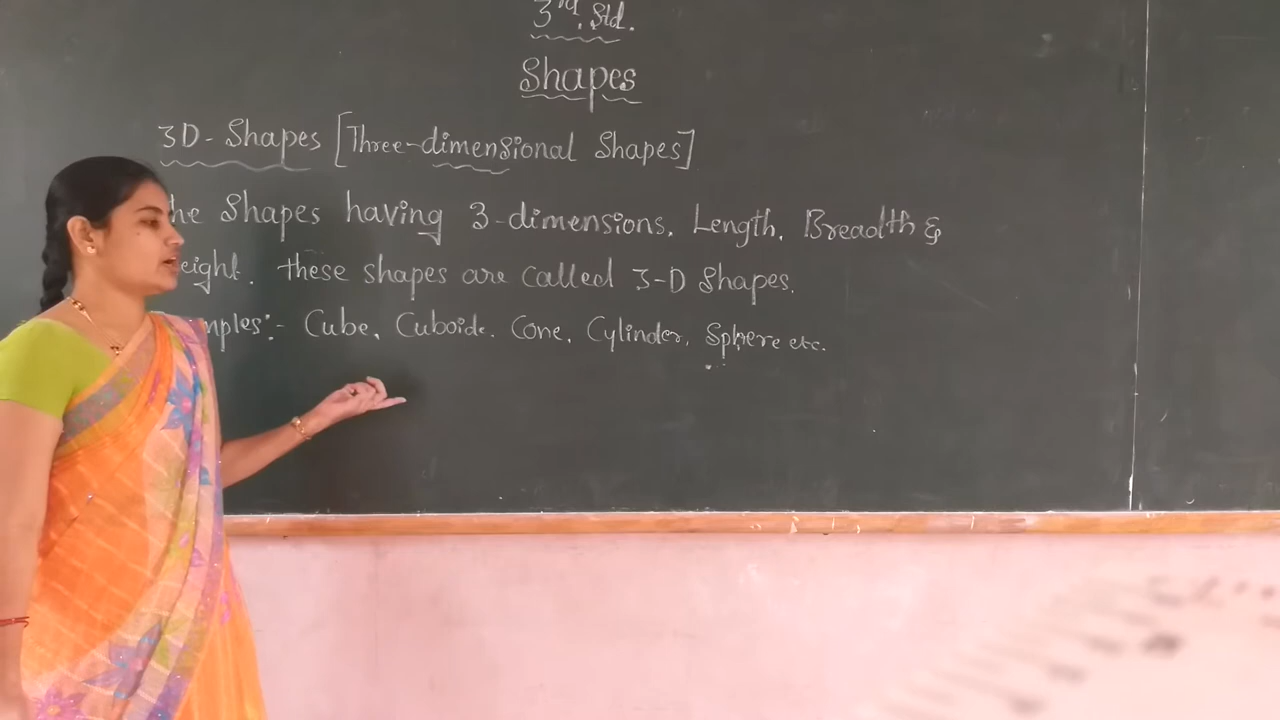 3rd. Std.
Shapes
3D- Shapes [Three-dimensional Shapes]
he Shapes having 3-dimensions. Length, Breadth &
eight. these shapes are called 3-D Shapes.
mples:- Cube, Cuboide. Cone, Cylinder, Sphere etc.